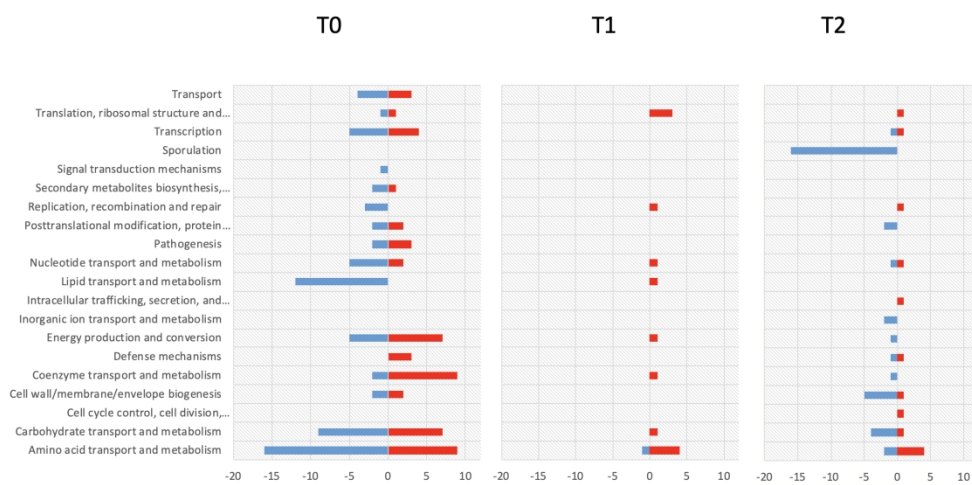 T0 T1 T2
Transport
Translation, ribosomal structure and...
Transcription
Sporulation
Signal transduction mechanisms
Secondary metabolites biosynthesis,...
Replication, recombination and repair
Posttranslational modification, protein...
Pathogenesis
Nucleotide transport and metabolism
Lipid transport and metabolism
Intracellular trafficking, secretion, and...
Inorganic ion transport and metabolism
Energy production and conversion
Defense mechanisms
Coenzyme transport and metabolism
Cell wall/membrane/envelope biogenesis
Cell cycle control, cell division,...
Carbohydrate transport and metabolism
Amino acid transport and metabolism
-20 -15 -10 -5 0 5 10 -20 -15 -10 -5 0 5 10 -20 -15 -10 -5 0 5 10